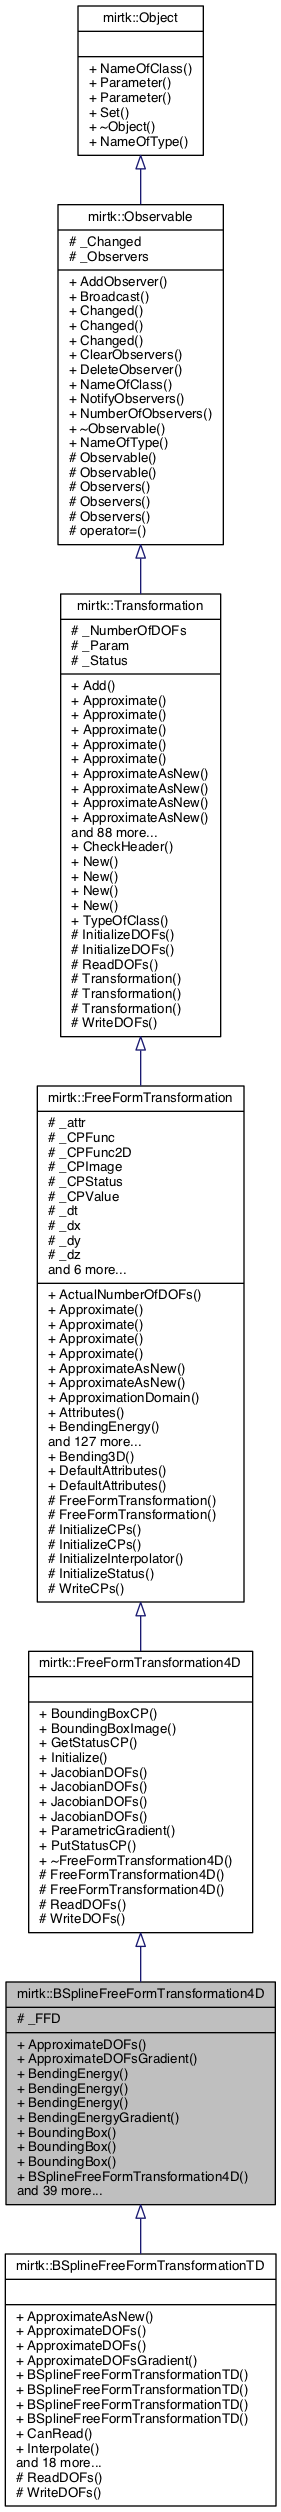 mirtk::Object
+ NameOfClass()
+ Parameter()
+ Parameter()
+ Set()
+ ~Object()
+ NameOfType()
mirtk::Observable
# _Changed
# _Observers
+ AddObserver()
+ Broadcast()
+ Changed()
+ Changed()
+ Changed()
+ ClearObservers()
+ DeleteObserver()
+ NameOfClass()
+ NotifyObservers()
+ NumberOfObservers()
+ ~Observable()
+ NameOfType()
# Observable()
# Observable()
# Observers()
# Observers()
# Observers()
# operator=()
mirtk::Transformation
# _NumberOfDOFs
# _Param
# _Status
+ Add()
+ Approximate()
+ Approximate()
+ Approximate()
+ Approximate()
+ Approximate()
+ ApproximateAsNew()
+ ApproximateAsNew()
+ ApproximateAsNew()
+ ApproximateAsNew()
and 88 more...
+ CheckHeader()
+ New()
+ New()
+ New()
+ New()
+ TypeOfClass()
# InitializeDOFs()
# InitializeDOFs()
# ReadDOFs()
# Transformation()
# Transformation()
# Transformation()
# WriteDOFs()
mirtk::FreeFormTransformation
# _attr
# _CPFunc
# _CPFunc2D
# _CPImage
# _CPStatus
# _CPValue
# _dt
# _dx
# _dy
# _dz
and 6 more...
+ ActualNumberOfDOFs()
+ Approximate()
+ Approximate()
+ Approximate()
+ Approximate()
+ ApproximateAsNew()
+ ApproximateAsNew()
+ ApproximationDomain()
+ Attributes()
+ BendingEnergy()
and 127 more...
+ Bending3D()
+ DefaultAttributes()
+ DefaultAttributes()
# FreeFormTransformation()
# FreeFormTransformation()
# InitializeCPs()
# InitializeCPs()
# InitializeInterpolator()
# InitializeStatus()
# WriteCPs()
mirtk::FreeFormTransformation4D
+ BoundingBoxCP()
+ BoundingBoxImage()
+ GetStatusCP()
+ Initialize()
+ JacobianDOFs()
+ JacobianDOFs()
+ JacobianDOFs()
+ JacobianDOFs()
+ ParametricGradient()
+ PutStatusCP()
+ ~FreeFormTransformation4D()
# FreeFormTransformation4D()
# FreeFormTransformation4D()
# ReadDOFs()
# WriteDOFs()
mirtk::BSplineFreeFormTransformation4D
# _FFD
+ ApproximateDOFs()
+ ApproximateDOFsGradient()
+ BendingEnergy()
+ BendingEnergy()
+ BendingEnergy()
+ BendingEnergyGradient()
+ BoundingBox()
+ BoundingBox()
+ BoundingBox()
+ BSplineFreeFormTransformation4D()
and 39 more...
mirtk::BSplineFreeFormTransformationTD
+ ApproximateAsNew()
+ ApproximateDOFs()
+ ApproximateDOFs()
+ ApproximateDOFsGradient()
+ BSplineFreeFormTransformationTD()
+ BSplineFreeFormTransformationTD()
+ BSplineFreeFormTransformationTD()
+ BSplineFreeFormTransformationTD()
+ CanRead()
+ Interpolate()
and 18 more...
# ReadDOFs()
# WriteDOFs()